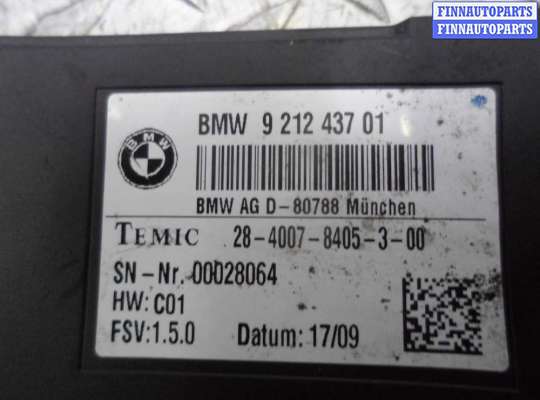 FINNAUTOPARTS
FINNAUTOPARTS
BMW
BMW 9 212 437 01
BMW AG D-80788 München
TEMIC 28-4007-8405-3-00
SN-Nr. 00028064
HW: C01
FSV:1.5.0 Datum: 17/09